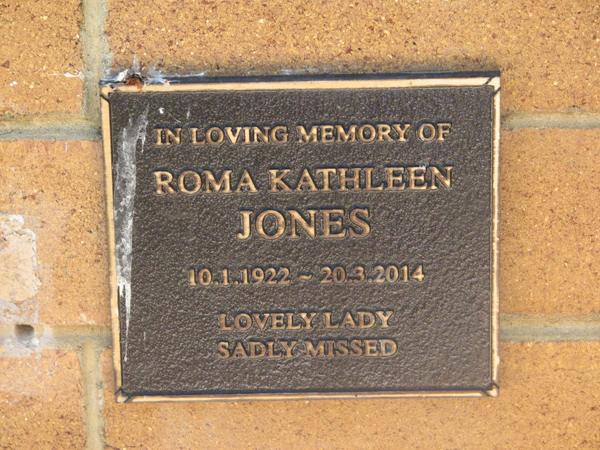 IN LOVING MEMORY OF
ROMA KATHLEEN
JONES
10.1.1922 ~ 20.3.2014
LOVELY LADY
SADLY MISSED